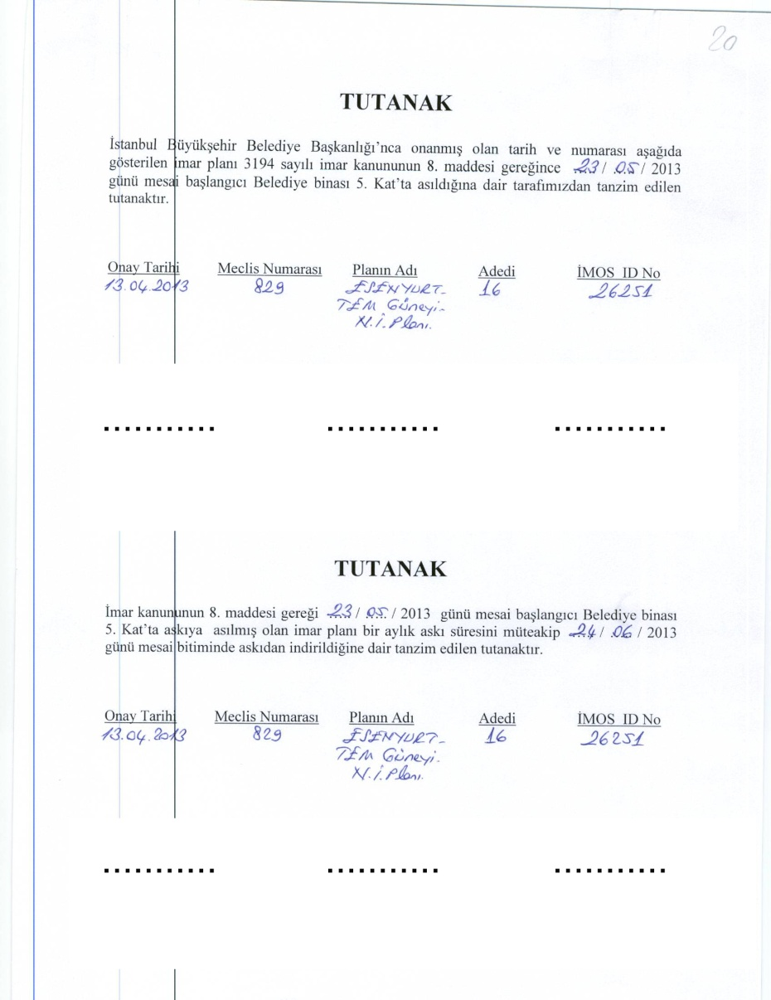 20
TUTANAK
İstanbul Büyükşehir Belediye Başkanlığı’nca onanmış olan tarih ve numarası aşağıda
gösterilen imar planı 3194 sayılı imar kanununun 8. maddesi gereğince 23 / 05 / 2013
günü mesai başlangıcı Belediye binası 5. Kat’ta asıldığına dair tarafımızdan tanzim edilen
tutanaktır.
Onay Tarihi Meclis Numarası Planın Adı Adedi İMOS ID No
13.04.2013 829 ESENYURT- 16 26251
TEM Güneyi-
N.İ.Planı.
........... ........... ...........
TUTANAK
İmar kanununun 8. maddesi gereği 23 / 05 / 2013 günü mesai başlangıcı Belediye binası
5. Kat’ta askıya asılmış olan imar planı bir aylık askı süresini müteakip 24 / 06 / 2013
günü mesai bitiminde askıdan indirildiğine dair tanzim edilen tutanaktır.
Onay Tarihi Meclis Numarası Planın Adı Adedi İMOS ID No
13.04.2013 829 ESENYURT- 16 26251
TEM Güneyi-
N.İ.Planı.
........... ........... ...........